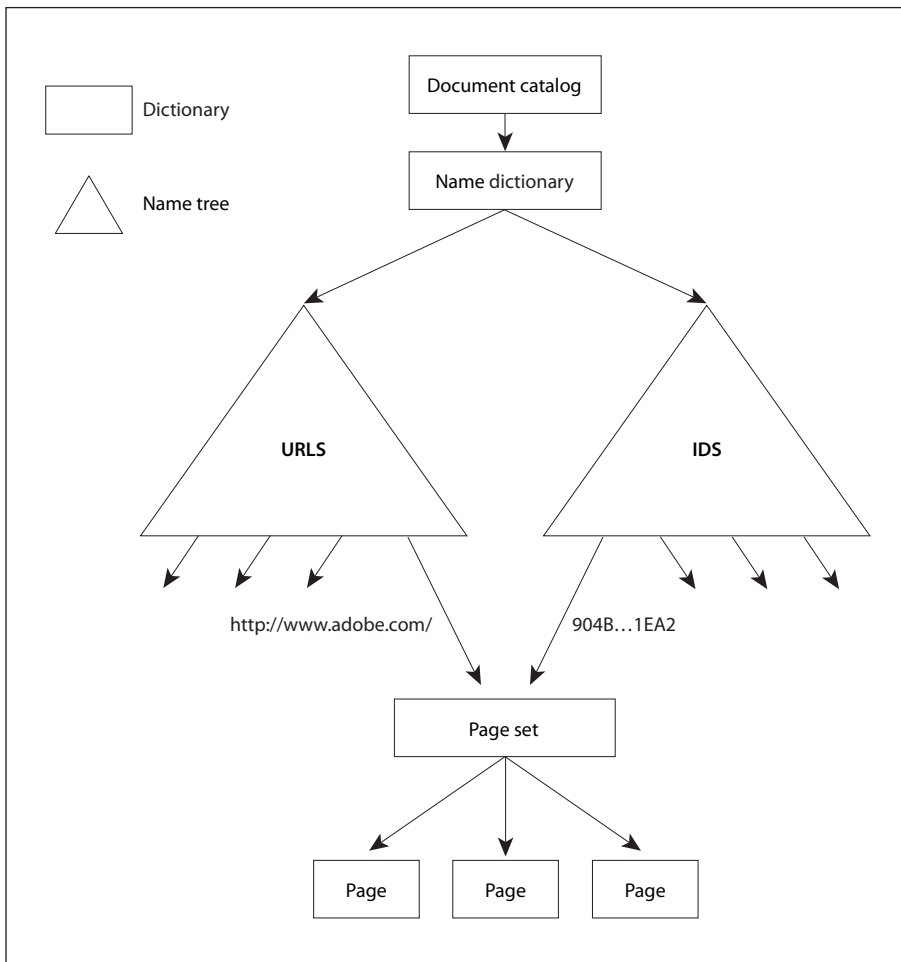 Document catalog
Dictionary
Name dictionary
Name tree
URLS
IDS
http://www.adobe.com/
904B…1EA2
Page set
Page
Page
Page